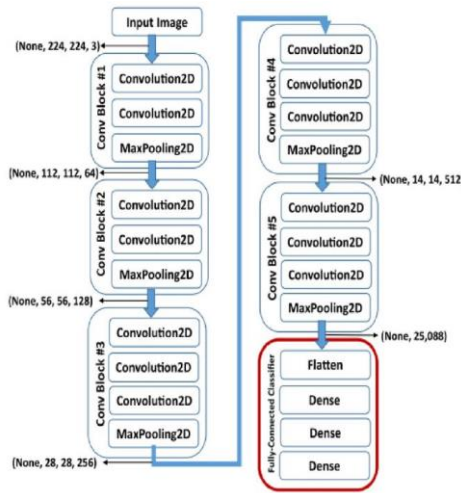 Input Image
(None, 224, 224, 3)
Conv Block #1
Convolution2D
Convolution2D
MaxPooling2D
(None, 112, 112, 64)
Conv Block #2
Convolution2D
Convolution2D
MaxPooling2D
(None, 56, 56, 128)
Conv Block #3
Convolution2D
Convolution2D
Convolution2D
MaxPooling2D
(None, 28, 28, 256)
Conv Block #4
Convolution2D
Convolution2D
Convolution2D
MaxPooling2D
(None, 14, 14, 512)
Conv Block #5
Convolution2D
Convolution2D
Convolution2D
MaxPooling2D
(None, 25,088)
Fully-Connected Classifier
Flatten
Dense
Dense
Dense